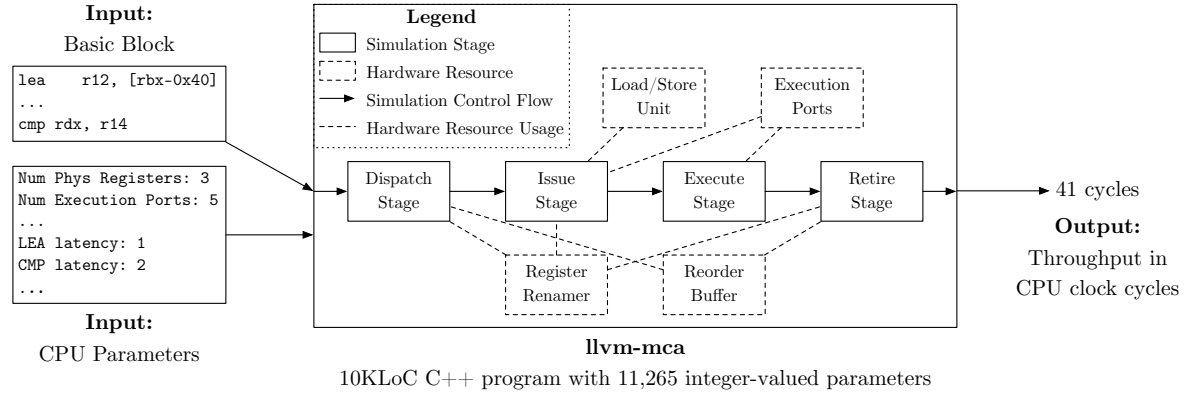 Input:
Basic Block
lea    r12, [rbx-0x40]
...
cmp rdx, r14
Num Phys Registers: 3
Num Execution Ports: 5
...
LEA latency: 1
CMP latency: 2
...
Input:
CPU Parameters
Legend
Simulation Stage
Hardware Resource
Simulation Control Flow
Hardware Resource Usage
Load/Store
Unit
Execution
Ports
Dispatch
Stage
Issue
Stage
Execute
Stage
Retire
Stage
Register
Renamer
Reorder
Buffer
41 cycles
Output:
Throughput in
CPU clock cycles
llvm-mca
10KLoC C++ program with 11,265 integer-valued parameters